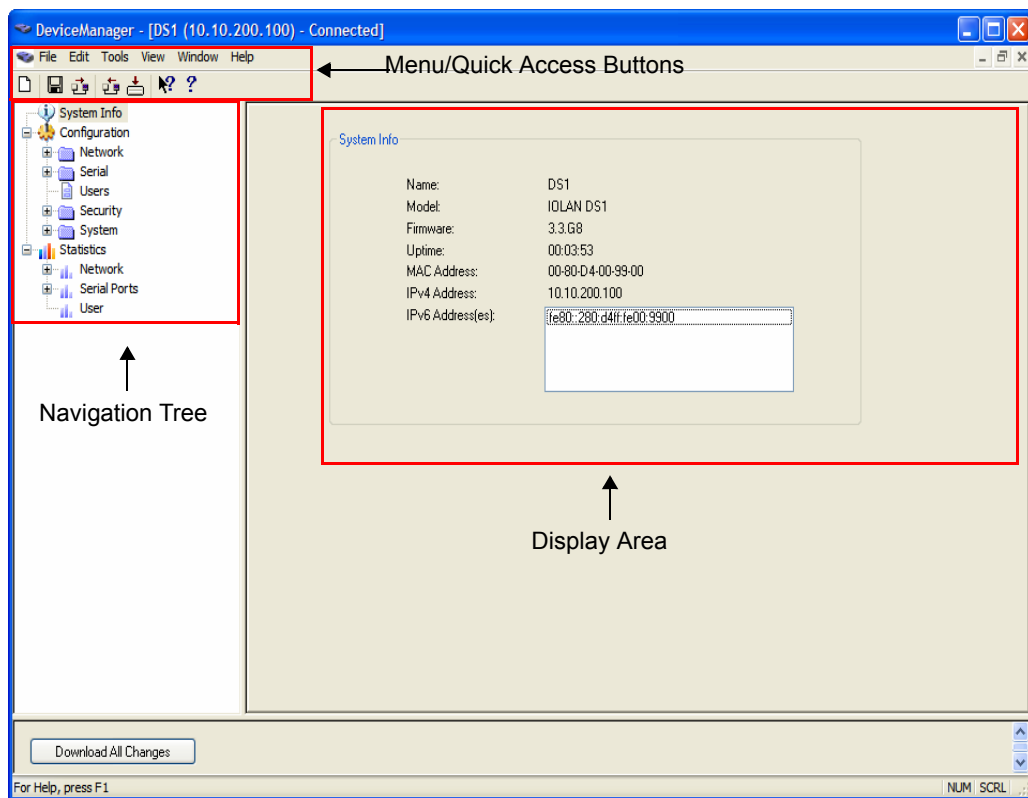 DeviceManager - [DS1 (10.10.200.100) - Connected]
File Edit Tools View Window Help
Menu/Quick Access Buttons
System Info
Configuration
Network
Serial
Users
Security
System
Statistics
Network
Serial Ports
User
Navigation Tree
System Info
Name: DS1
Model: IOLAN DS1
Firmware: 3.3.G8
Uptime: 00:03:53
MAC Address: 00-80-D4-00-99-00
IPv4 Address: 10.10.200.100
IPv6 Address(es): fe80::280:d4ff:fe00:9900
Display Area
Download All Changes
For Help, press F1
NUM SCRL